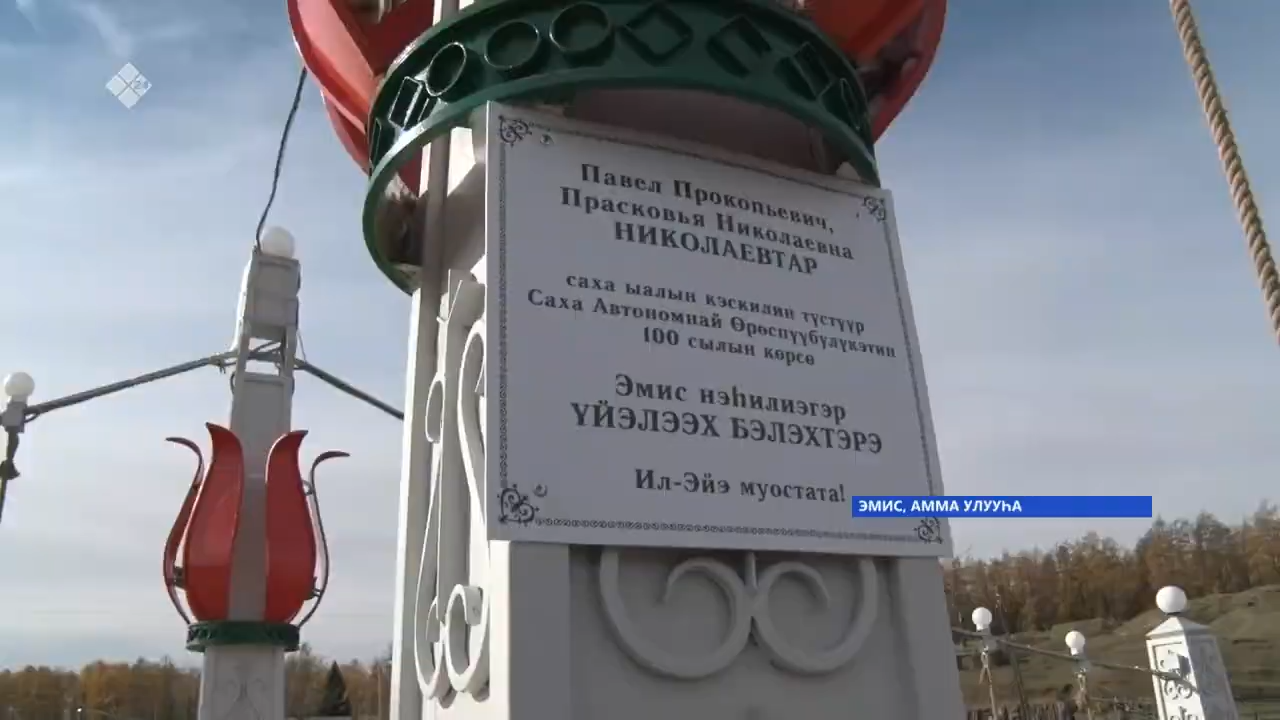 Павел Прокопьевич,
Прасковья Николаевна
НИКОЛАЕВТАР
саха ыалын кэскилин түстүүр
Саха Автономнай Өрөспүүбүлүкэтин
100 сылын көрсө
Эмис нэһилиэгэр
ҮЙЭЛЭЭХ БЭЛЭХТЭРЭ
Ил-Эйэ муостата!
ЭМИС, АММА УЛУУҺА